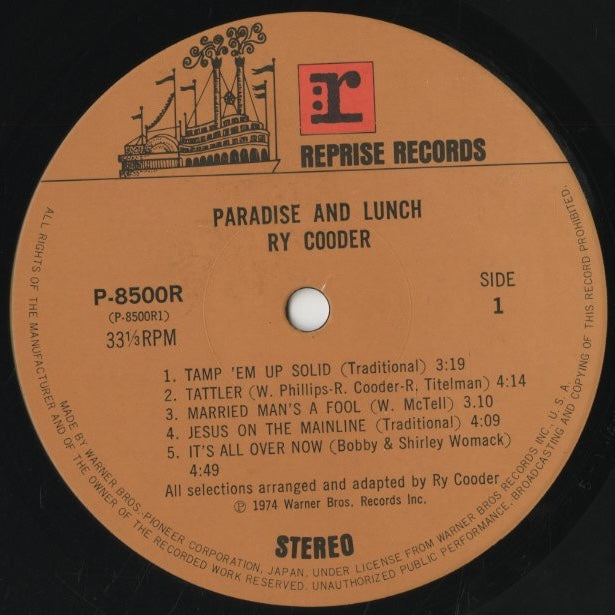 r
REPRISE RECORDS
PARADISE AND LUNCH
RY COODER
P-8500R
(P-8500R1)
33⅓RPM
SIDE
1
1. TAMP 'EM UP SOLID (Traditional) 3:19
2. TATTLER (W. Phillips-R. Cooder-R. Titelman) 4:14
3. MARRIED MAN'S A FOOL (W. McTell) 3.10
4. JESUS ON THE MAINLINE (Traditional) 4:09
5. IT'S ALL OVER NOW (Bobby & Shirley Womack)
4:49
All selections arranged and adapted by Ry Cooder
℗ 1974 Warner Bros. Records Inc.
STEREO
ALL RIGHTS OF THE MANUFACTURER AND OF THE OWNER OF THE RECORDED WORK RESERVED. UNAUTHORIZED PUBLIC PERFORMANCE, BROADCASTING AND COPYING OF THIS RECORD PROHIBITED.
MADE BY WARNER BROS.-PIONEER CORPORATION, JAPAN, UNDER LICENSE FROM WARNER BROS RECORDS INC, U. S. A.